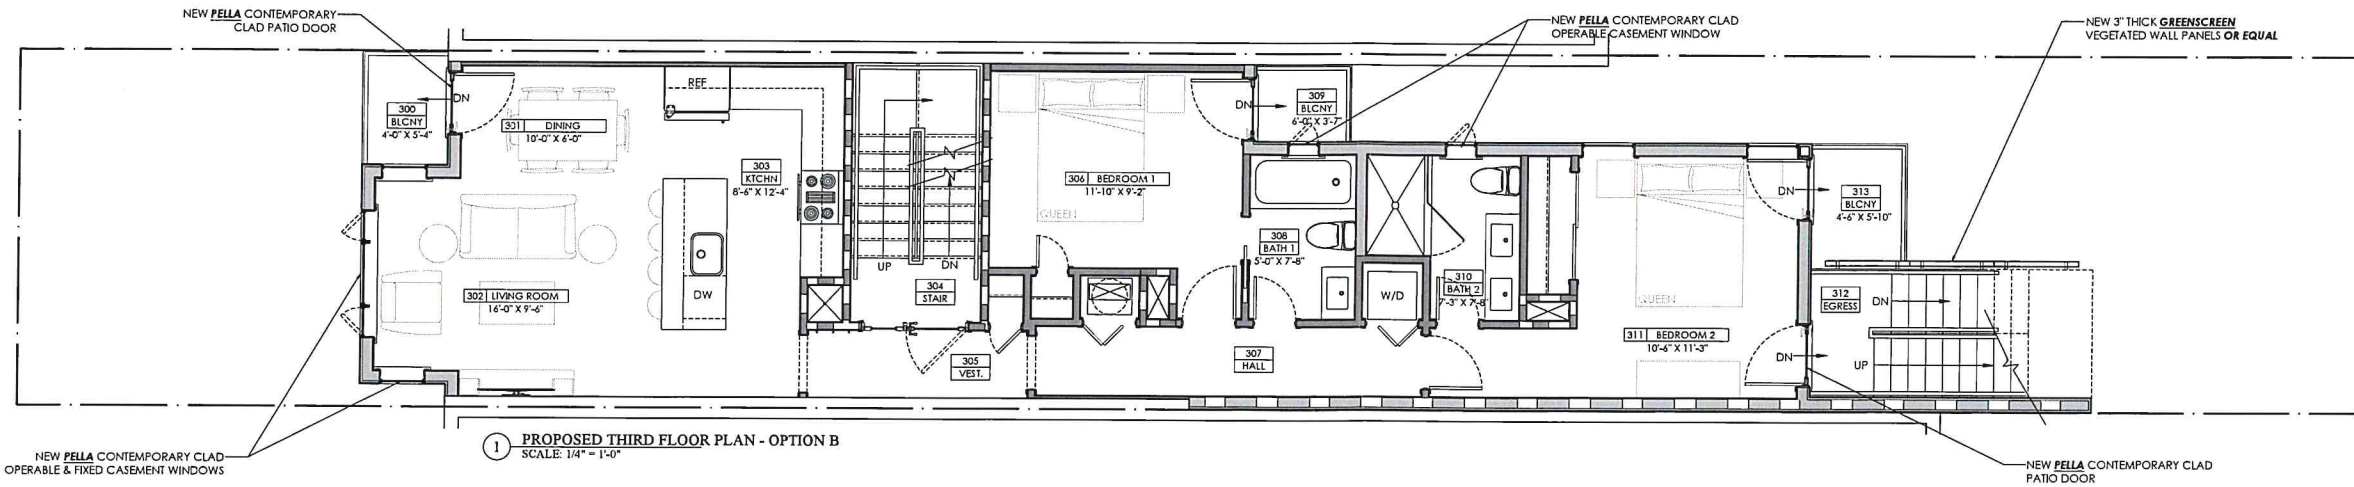 NEW PELLA CONTEMPORARY
CLAD PATIO DOOR
NEW PELLA CONTEMPORARY CLAD
OPERABLE CASEMENT WINDOW
NEW 3" THICK GREENSCREEN
VEGETATED WALL PANELS OR EQUAL
300
BLCNY
4'-0" X 5'-4"
DN
301 DINING
10'-0" X 6'-0"
REF
303
KTCHN
8'-6" X 12'-4"
302 LIVING ROOM
16'-0" X 9'-6"
DW
UP
DN
304
STAIR
305
VEST.
306 BEDROOM 1
11'-10" X 9'-2"
QUEEN
DN
309
BLCNY
6'-0" X 3'-7"
308
BATH 1
5'-0" X 7'-8"
307
HALL
W/D
310
BATH 2
7'-3" X 7'-8"
QUEEN
311 BEDROOM 2
10'-6" X 11'-3"
DN
313
BLCNY
4'-6" X 5'-10"
312
EGRESS
DN
DN
UP
1
PROPOSED THIRD FLOOR PLAN - OPTION B
SCALE: 1/4" = 1'-0"
NEW PELLA CONTEMPORARY CLAD
OPERABLE & FIXED CASEMENT WINDOWS
NEW PELLA CONTEMPORARY CLAD
PATIO DOOR